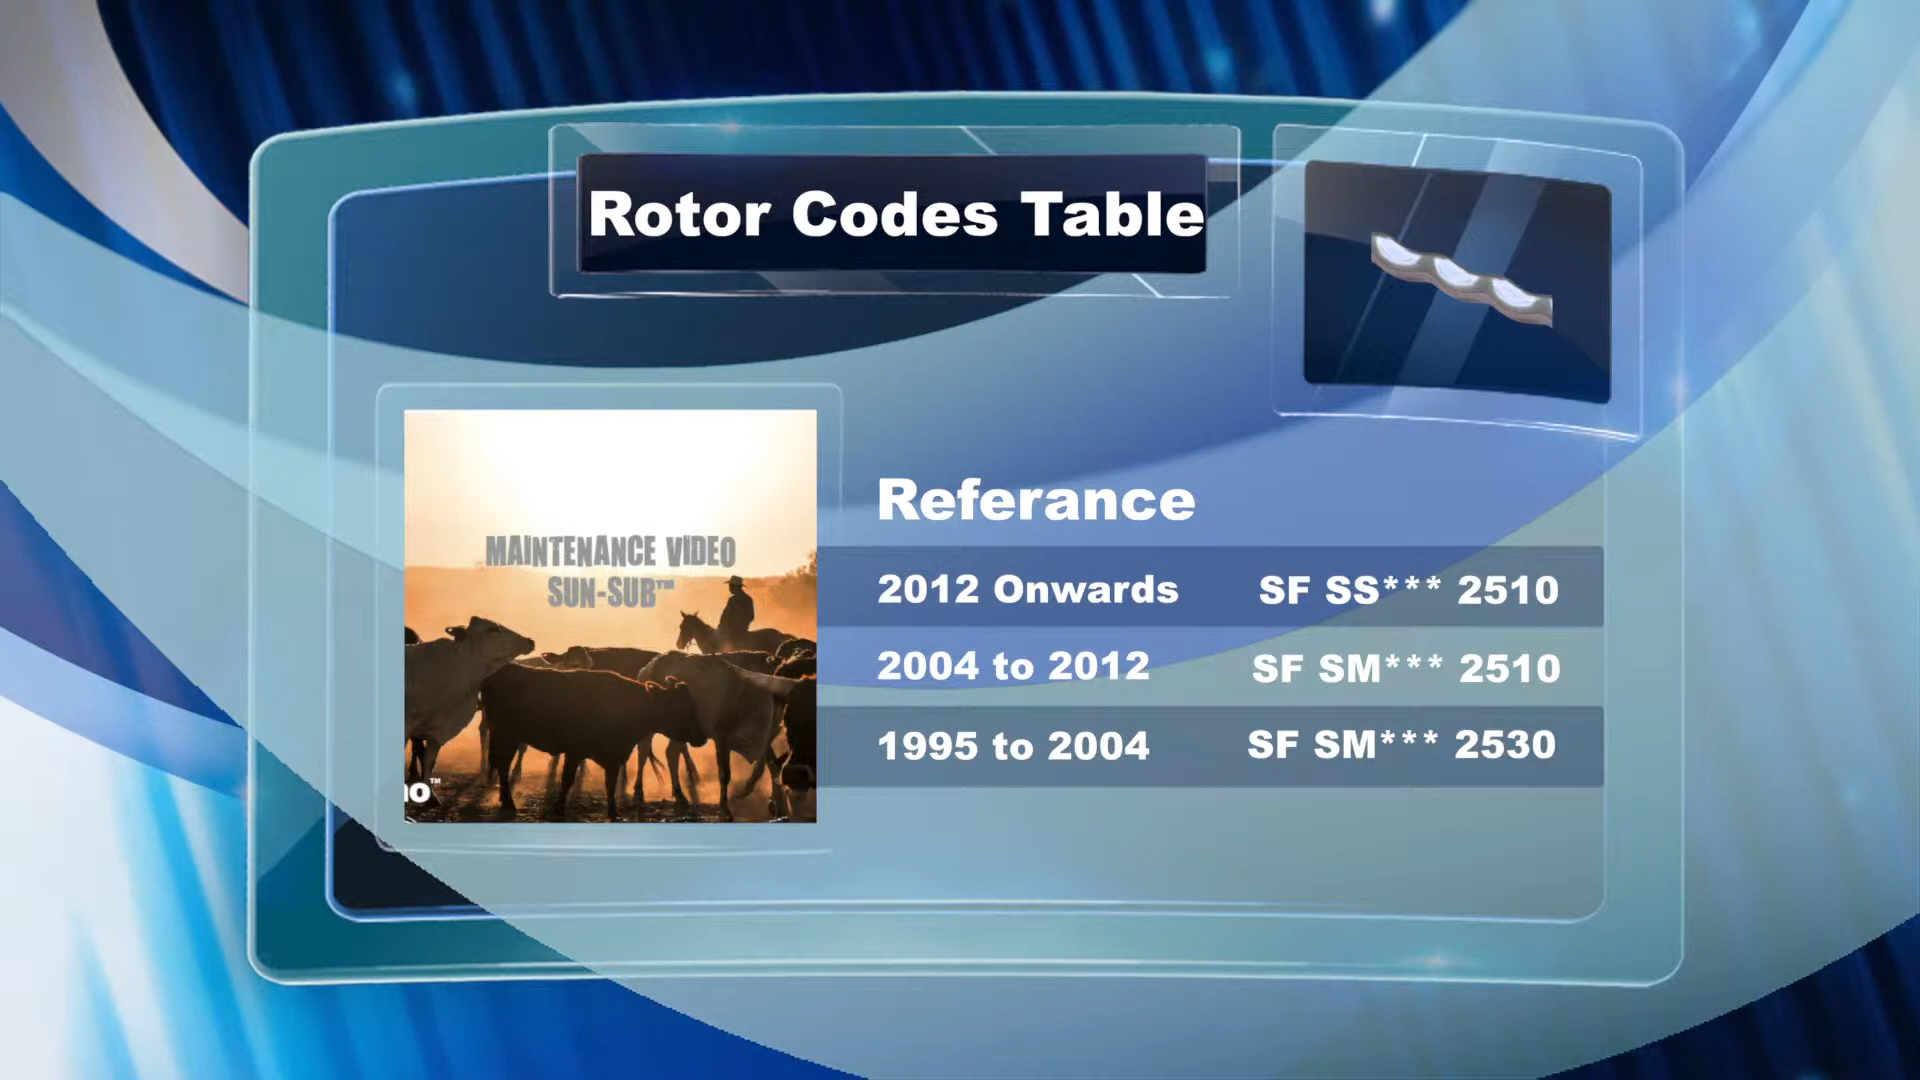 Rotor Codes Table
MAINTENANCE VIDEO
SUN-SUB™
Referance
2012 Onwards SF SS*** 2510
2004 to 2012 SF SM*** 2510
1995 to 2004 SF SM*** 2530
no™